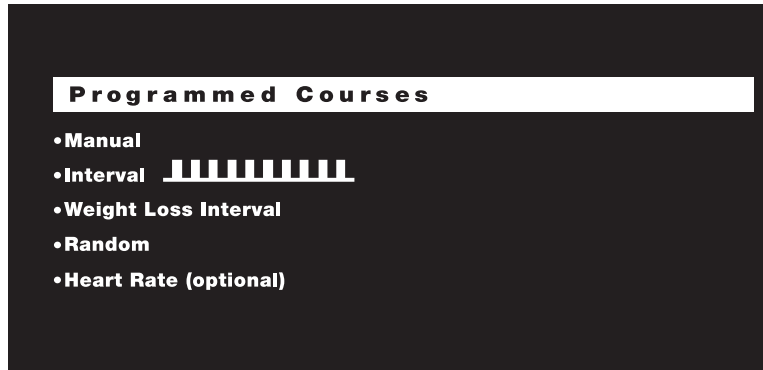 Programmed Courses
•Manual
•Interval
•Weight Loss Interval
•Random
•Heart Rate (optional)